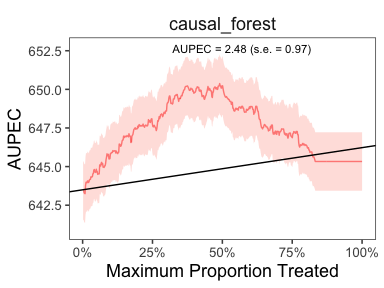 causal_forest
AUPEC = 2.48 (s.e. = 0.97)
652.5
650.0
647.5
645.0
642.5
AUPEC
0%
25%
50%
75%
100%
Maximum Proportion Treated